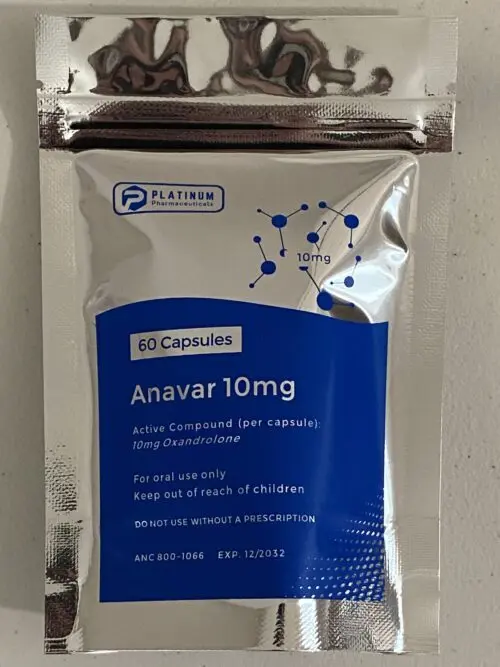 PLATINUM
Pharmaceuticals
10mg
60 Capsules
Anavar 10mg
Active Compound (per capsule):
10mg Oxandrolone
For oral use only
Keep out of reach of children
DO NOT USE WITHOUT A PRESCRIPTION
ANC 800-1066 EXP. 12/2032